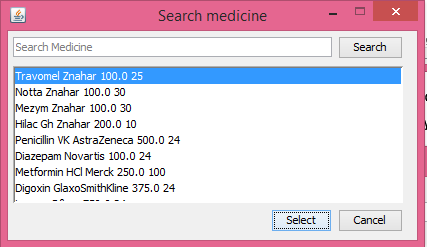 Search medicine
Search Medicine
Search
Travomel Znahar 100.0 25
Notta Znahar 100.0 30
Mezym Znahar 100.0 30
Hilac Gh Znahar 200.0 10
Penicillin VK AstraZeneca 500.0 24
Diazepam Novartis 100.0 24
Metformin HCl Merck 250.0 100
Digoxin GlaxoSmithKline 375.0 24
Select
Cancel